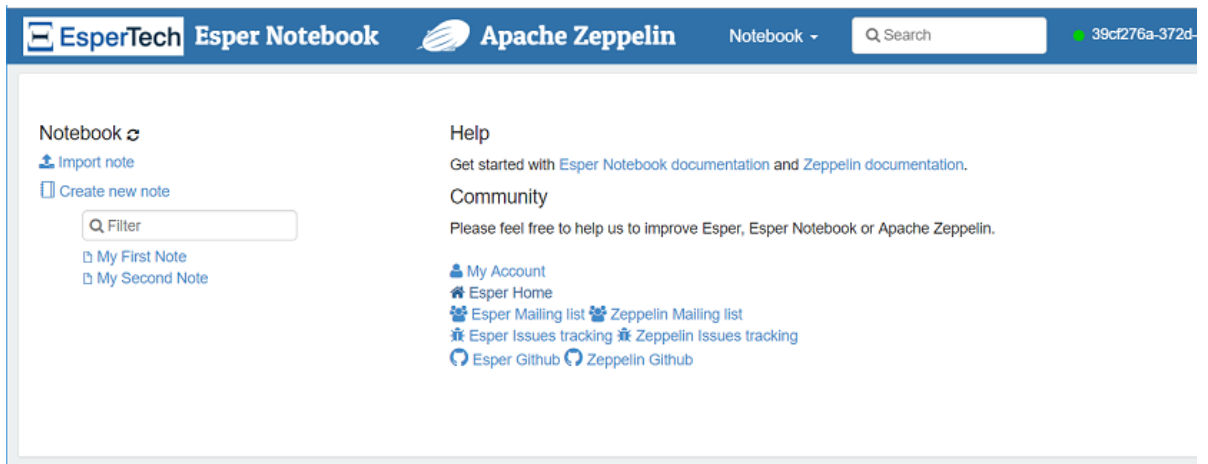 EsperTech Esper Notebook Apache Zeppelin Notebook Search 39cf276a-372d-
Notebook
Import note
Create new note
Filter
My First Note
My Second Note
Help
Get started with Esper Notebook documentation and Zeppelin documentation.
Community
Please feel free to help us to improve Esper, Esper Notebook or Apache Zeppelin.
My Account
Esper Home
Esper Mailing list Zeppelin Mailing list
Esper Issues tracking Zeppelin Issues tracking
Esper Github Zeppelin Github